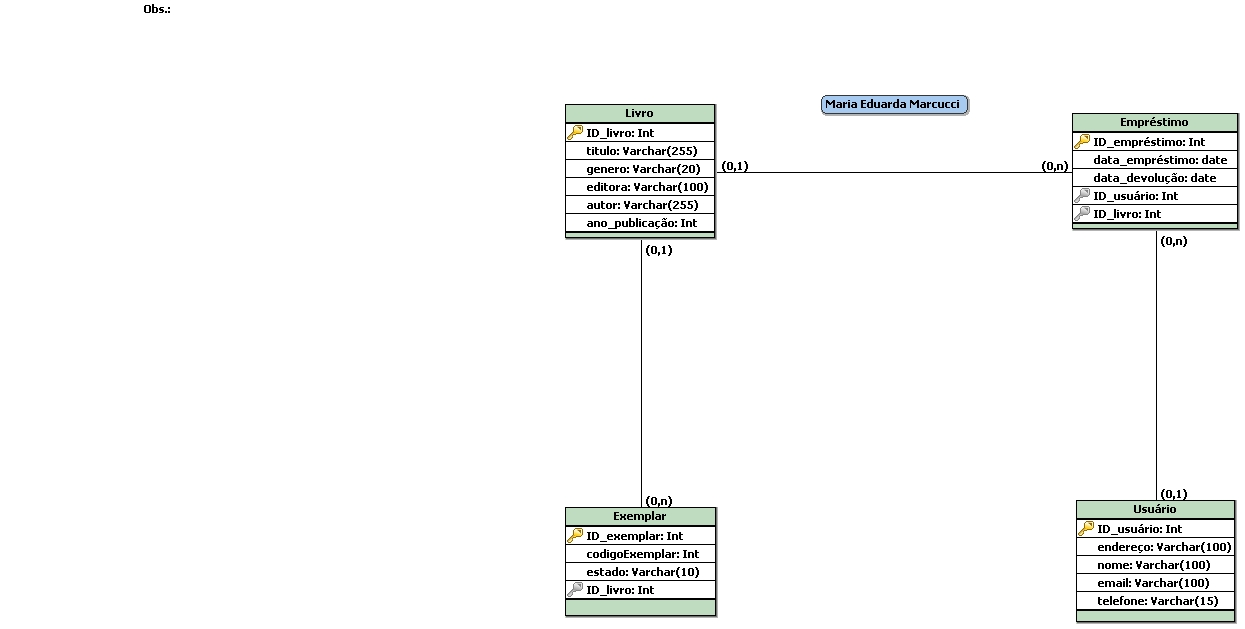 Obs.:
Maria Eduarda Marcucci
Livro
ID_livro: Int
titulo: Varchar(255)
genero: Varchar(20)
editora: Varchar(100)
autor: Varchar(255)
ano_publicação: Int
(0,1)
(0,n)
Empréstimo
ID_empréstimo: Int
data_empréstimo: date
data_devolução: date
ID_usuário: Int
ID_livro: Int
(0,1)
(0,n)
(0,n)
(0,1)
Exemplar
ID_exemplar: Int
codigoExemplar: Int
estado: Varchar(10)
ID_livro: Int
Usuário
ID_usuário: Int
endereço: Varchar(100)
nome: Varchar(100)
email: Varchar(100)
telefone: Varchar(15)